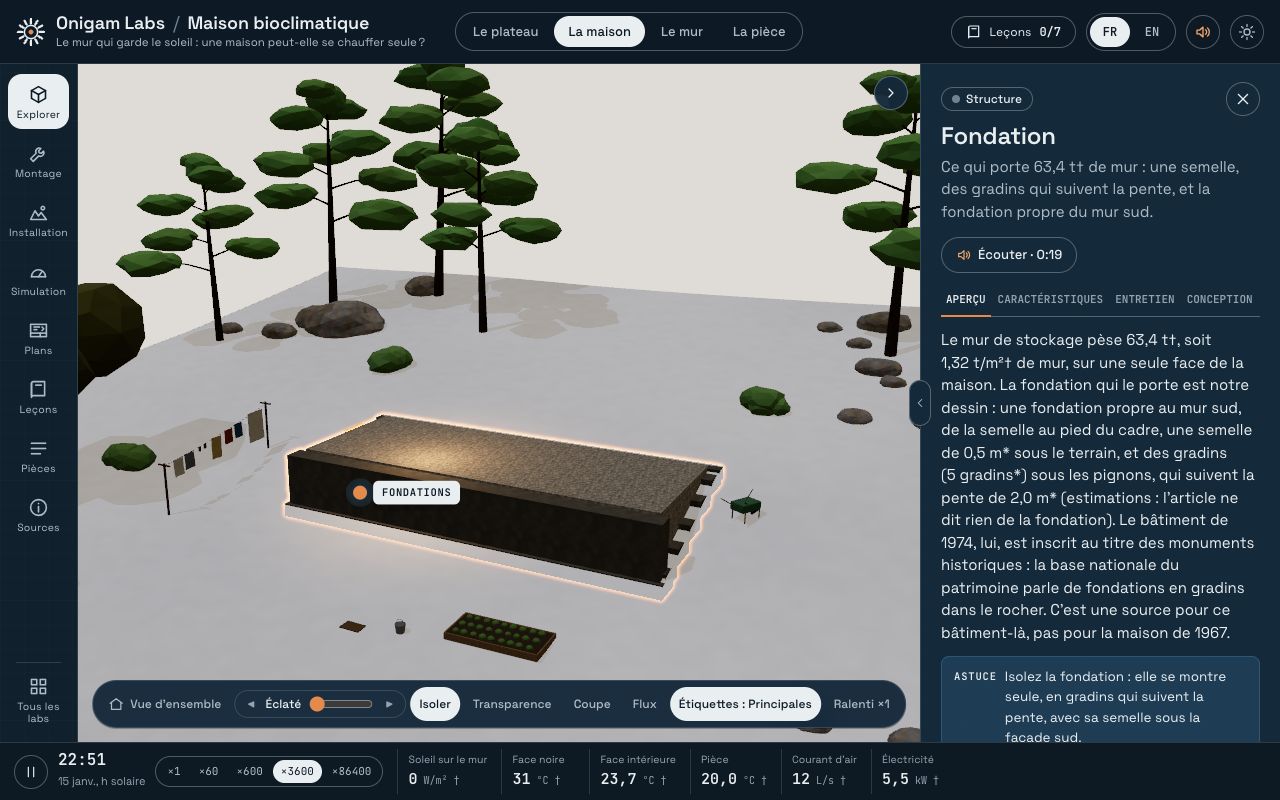 Onigam Labs / Maison bioclimatique
Le mur qui garde le soleil : une maison peut-elle se chauffer seule ?
Le plateau
La maison
Le mur
La pièce
Leçons 0/7
FR
EN
Explorer
Montage
Installation
Simulation
Plans
Leçons
Pièces
Sources
Tous les
labs
FONDATIONS
Structure
Fondation
Ce qui porte 63,4 t† de mur : une semelle,
des gradins qui suivent la pente, et la
fondation propre du mur sud.
Écouter · 0:19
APERÇU
CARACTÉRISTIQUES
ENTRETIEN
CONCEPTION
Le mur de stockage pèse 63,4 t†, soit
1,32 t/m²† de mur, sur une seule face de la
maison. La fondation qui le porte est notre
dessin : une fondation propre au mur sud,
de la semelle au pied du cadre, une semelle
de 0,5 m* sous le terrain, et des gradins
(5 gradins*) sous les pignons, qui suivent la
pente de 2,0 m* (estimations : l'article ne
dit rien de la fondation). Le bâtiment de
1974, lui, est inscrit au titre des monuments
historiques : la base nationale du
patrimoine parle de fondations en gradins
dans le rocher. C'est une source pour ce
bâtiment-là, pas pour la maison de 1967.
ASTUCE
Isolez la fondation : elle se montre
seule, en gradins qui suivent la
pente, avec sa semelle sous la
façade sud.
Vue d'ensemble
Éclaté
Isoler
Transparence
Coupe
Flux
Étiquettes : Principales
Ralenti ×1
22:51
15 janv., h solaire
×1
×60
×600
×3600
×86400
Soleil sur le mur
0 W/m² †
Face noire
31 °C †
Face intérieure
23,7 °C †
Pièce
20,0 °C †
Courant d'air
12 L/s †
Électricité
5,5 kW †